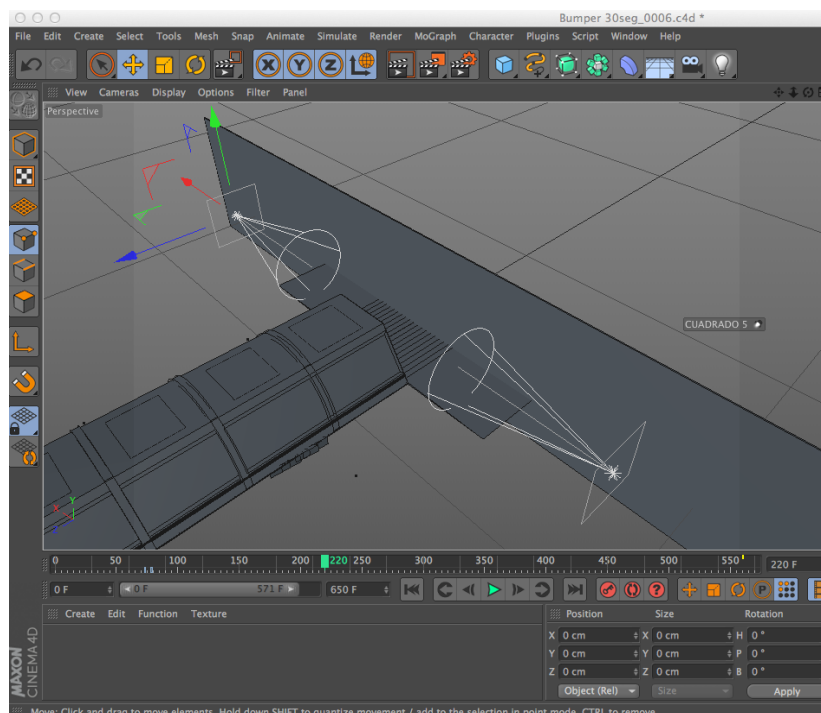 Bumper 30seg_0006.c4d *
File Edit Create Select Tools Mesh Snap Animate Simulate Render MoGraph Character Plugins Script Window Help
X Y Z
View Cameras Display Options Filter Panel
Perspective
CUADRADO 5
Y
X
Z
0 50 100 150 200 220 250 300 350 400 450 500 550 220 F
0 F 0 F 571 F 650 F P
Create Edit Function Texture
Position Size Rotation
X 0 cm X 0 cm H 0 °
Y 0 cm Y 0 cm P 0 °
Z 0 cm Z 0 cm B 0 °
Object (Rel) Size Apply
MAXON
CINEMA 4D
Move: Click and drag to move elements. Hold down SHIFT to quantize movement / add to the selection in point mode, CTRL to remove.